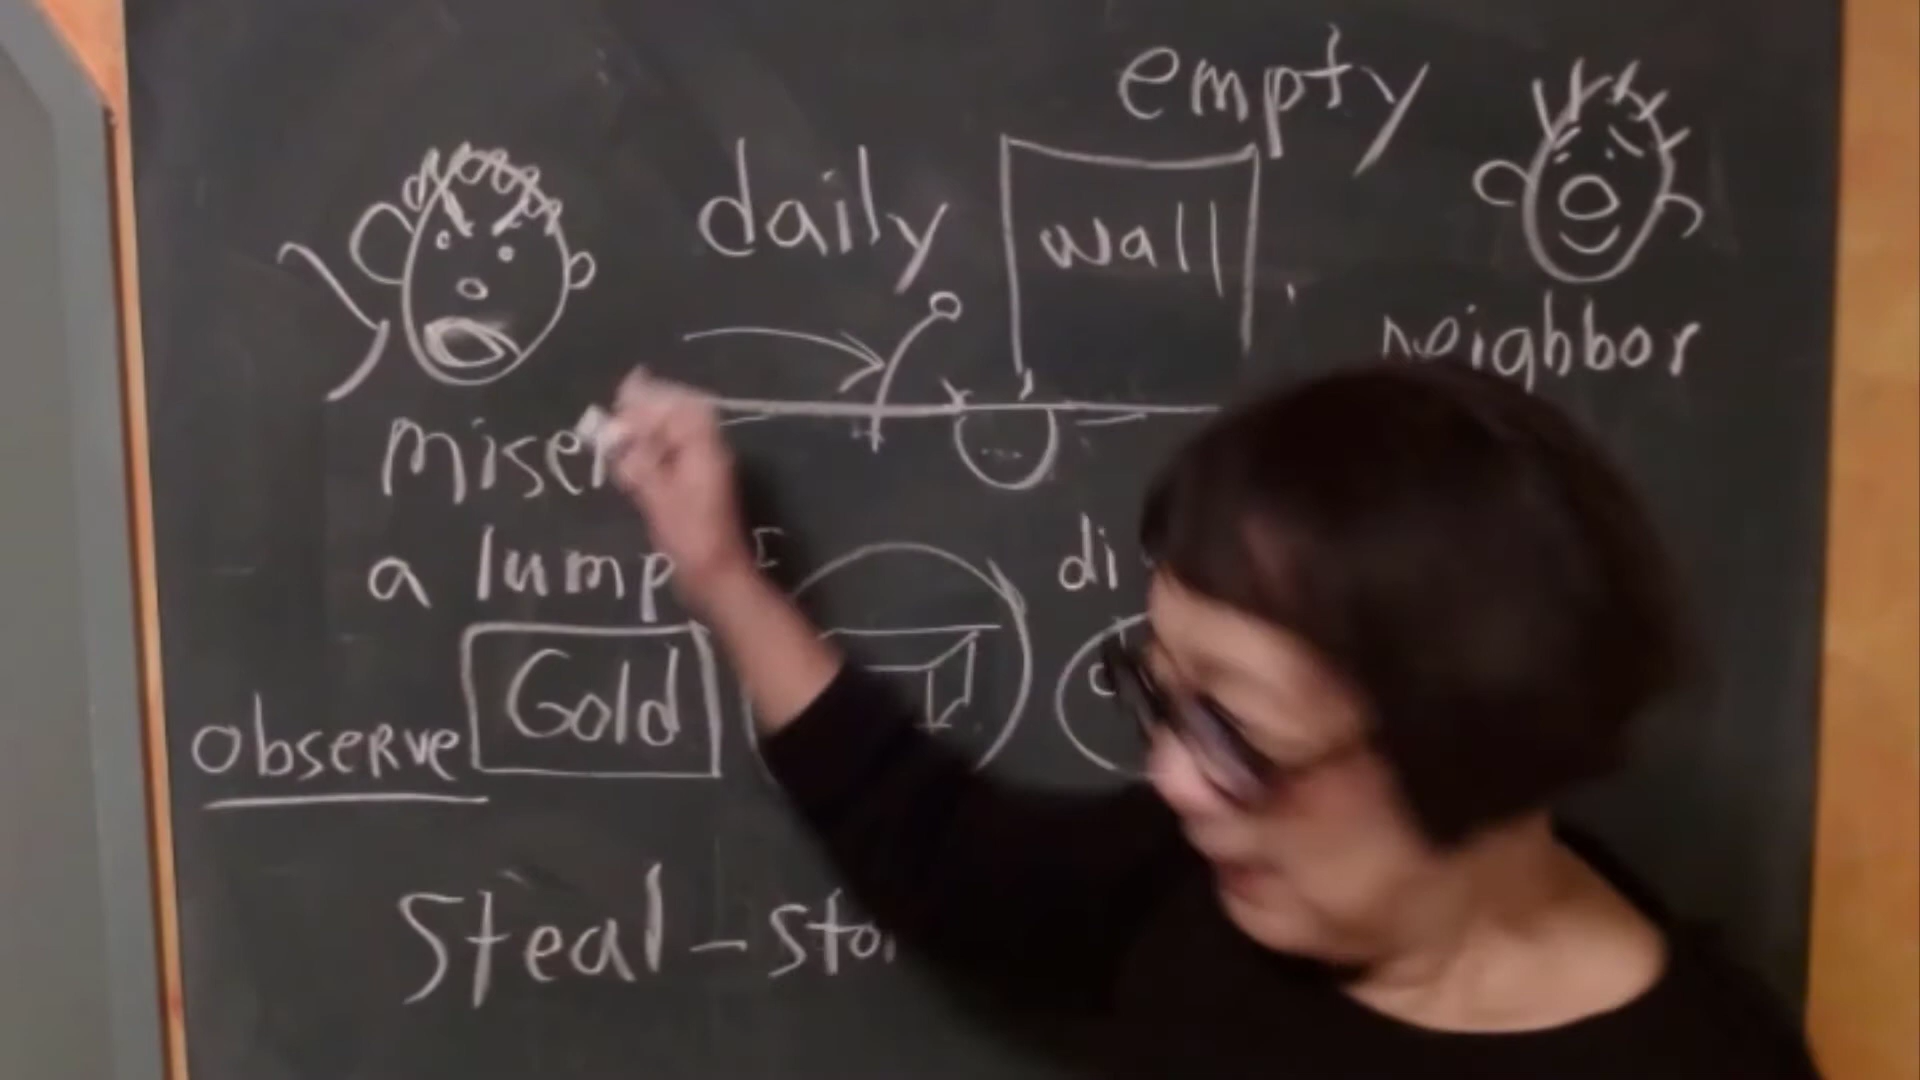 empty
daily
wall
neighbor
miser
a lump
Gold
observe
Steal -